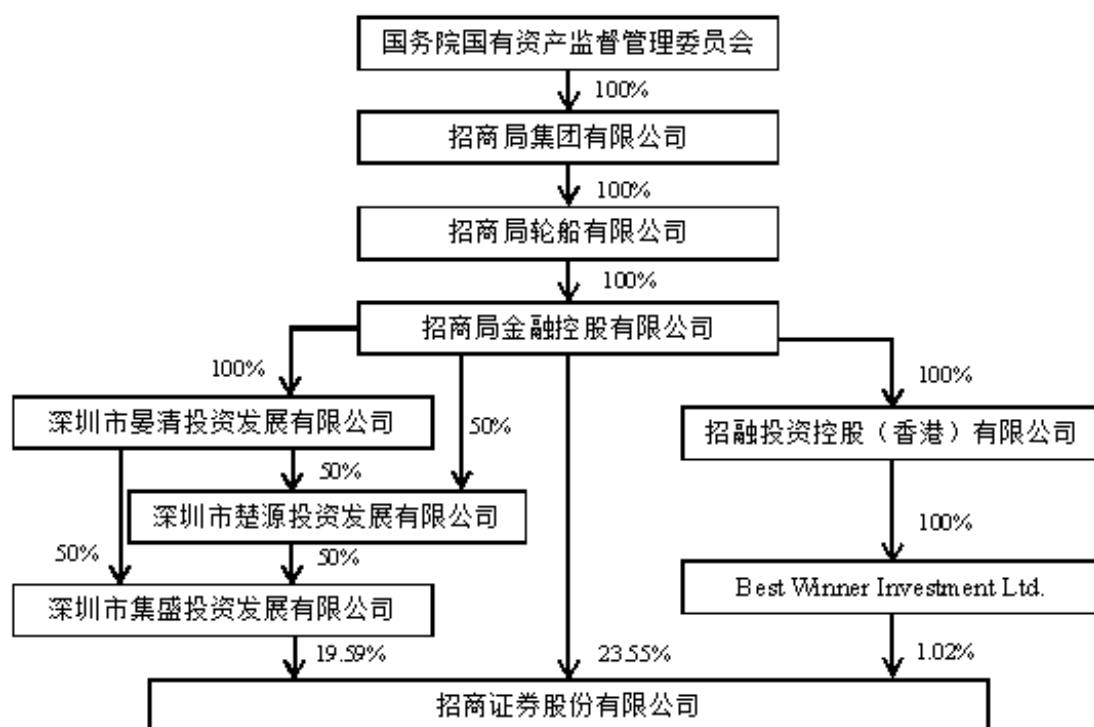 国务院国有资产监督管理委员会
100%
招商局集团有限公司
100%
招商局轮船有限公司
100%
招商局金融控股有限公司
100%
100%
深圳市晏清投资发展有限公司
50%
招融投资控股（香港）有限公司
50%
深圳市楚源投资发展有限公司
100%
50%
50%
深圳市集盛投资发展有限公司
Best Winner Investment Ltd.
19.59%
23.55%
1.02%
招商证券股份有限公司